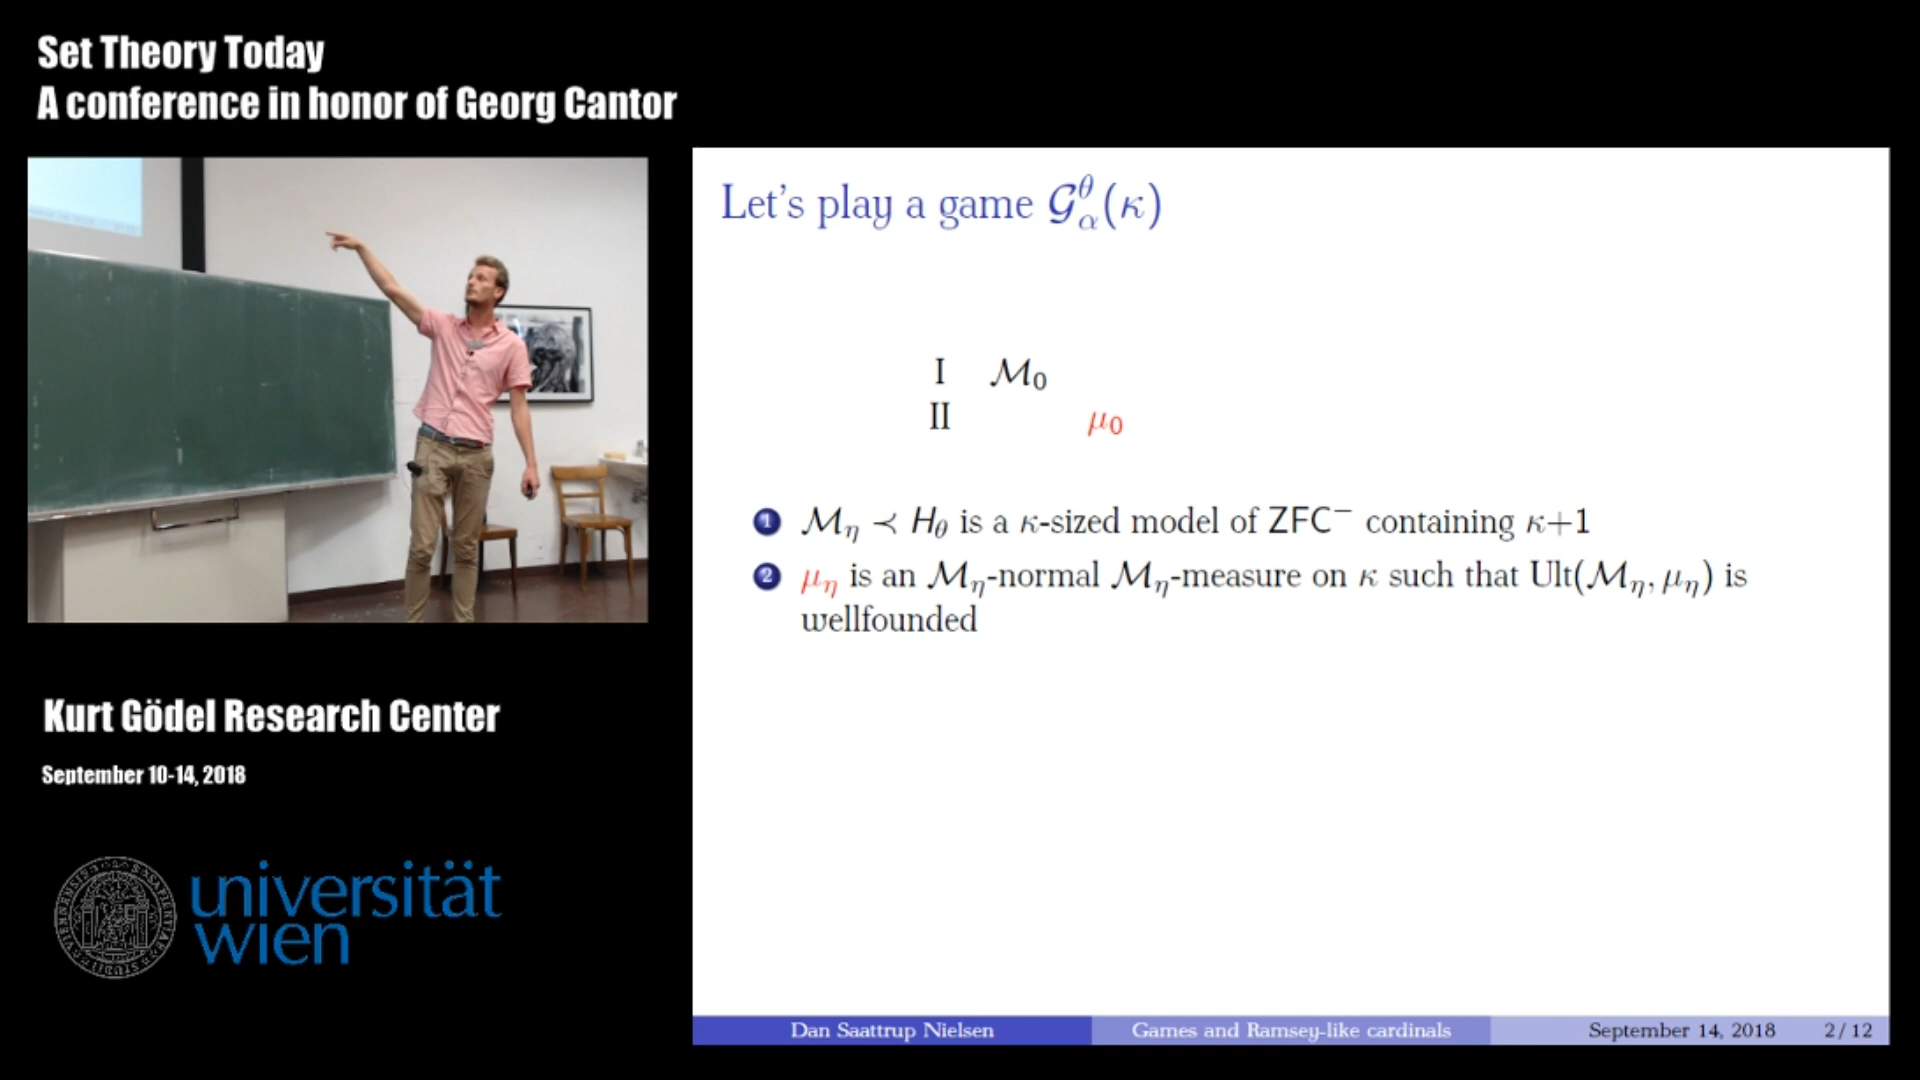 Set Theory Today
A conference in honor of Georg Cantor
Let's play a game 𝒢^θ_α(κ)
I ℳ₀
II μ₀
1 ℳ_η ≺ H_θ is a κ-sized model of ZFC⁻ containing κ+1
2 μ_η is an ℳ_η-normal ℳ_η-measure on κ such that Ult(ℳ_η, μ_η) is
wellfounded
Kurt Gödel Research Center
September 10-14, 2018
universität
wien
Dan Saattrup Nielsen Games and Ramsey-like cardinals September 14, 2018 2 / 12